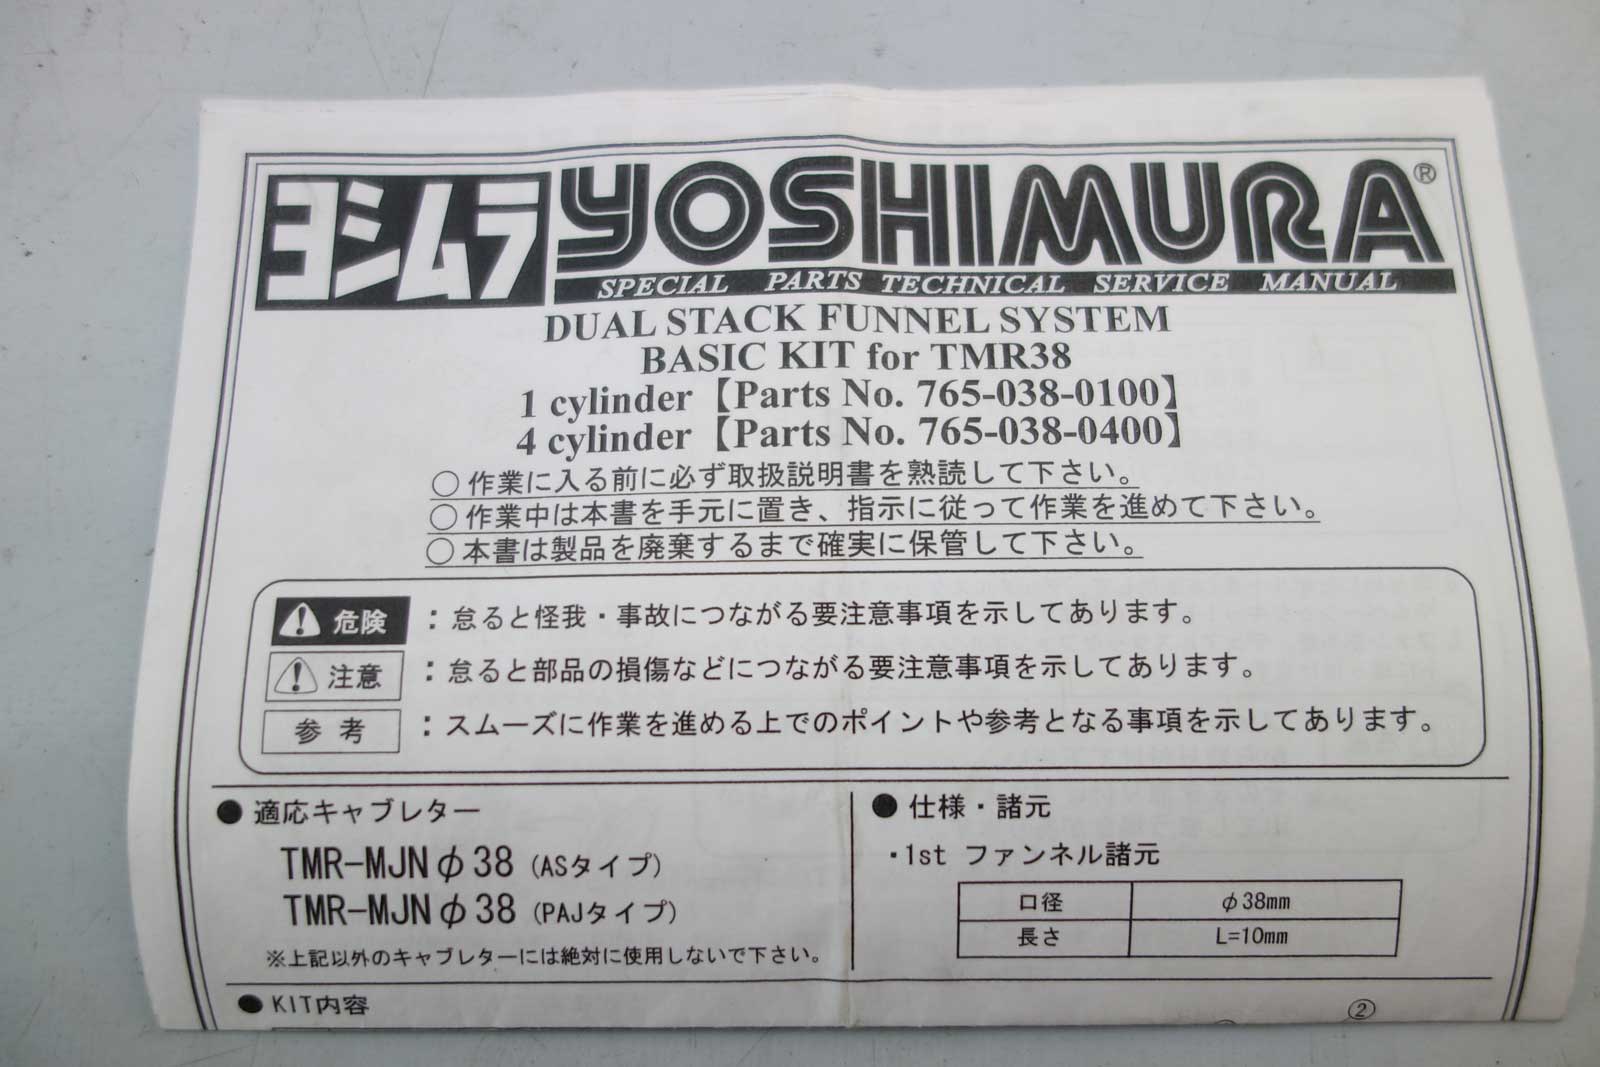 ヨシムラ YOSHIMURA®
SPECIAL PARTS TECHNICAL SERVICE MANUAL
DUAL STACK FUNNEL SYSTEM
BASIC KIT for TMR38
1 cylinder【Parts No. 765-038-0100】
4 cylinder【Parts No. 765-038-0400】
○作業に入る前に必ず取扱説明書を熟読して下さい。
○作業中は本書を手元に置き、指示に従って作業を進めて下さい。
○本書は製品を廃棄するまで確実に保管して下さい。
危険 ：怠ると怪我・事故につながる要注意事項を示してあります。
注意 ：怠ると部品の損傷などにつながる要注意事項を示してあります。
参考 ：スムーズに作業を進める上でのポイントや参考となる事項を示してあります。
●適応キャブレター
TMR-MJNφ38（ASタイプ）
TMR-MJNφ38（PAJタイプ）
※上記以外のキャブレターには絶対に使用しないで下さい。
●仕様・諸元
・1st ファンネル諸元
口径 φ38mm
長さ L=10mm
●KIT内容
②